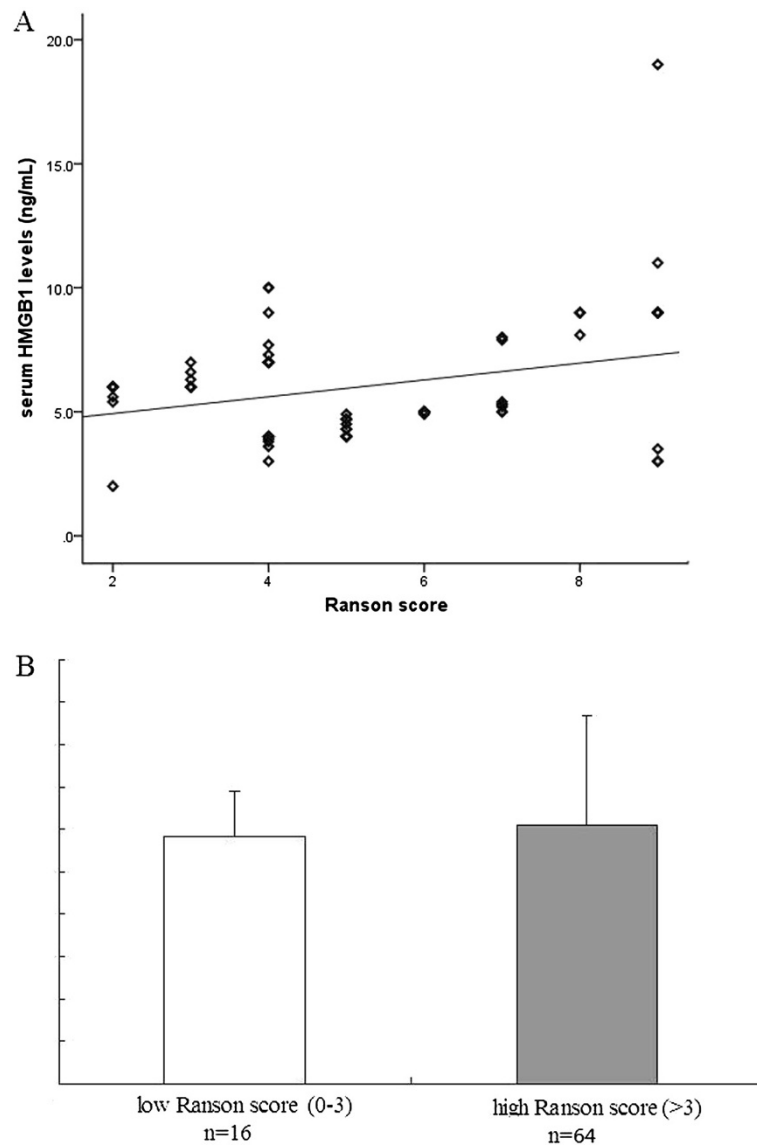 A
20.0
15.0
10.0
5.0
.0
serum HMGB1 levels (ng/mL)
2 4 6 8
Ranson score
B
low Ranson score (0-3) high Ranson score (>3)
n=16 n=64